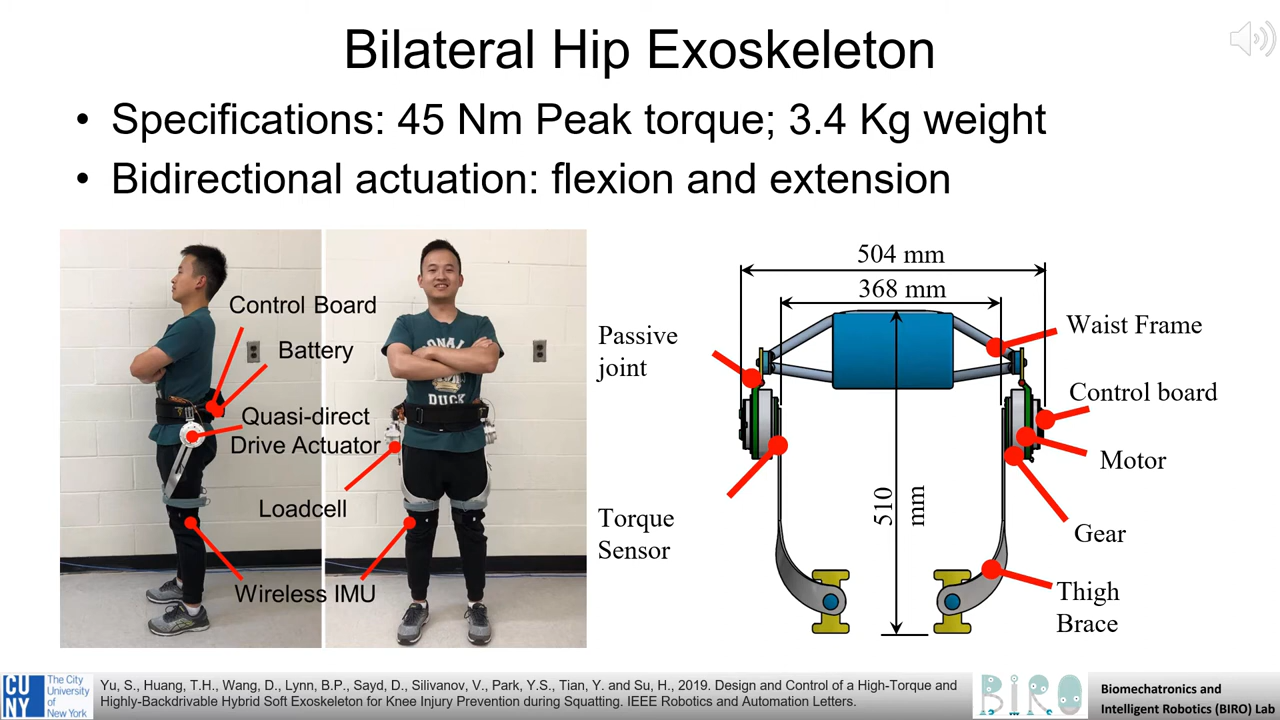 Bilateral Hip Exoskeleton
• Specifications: 45 Nm Peak torque; 3.4 Kg weight
• Bidirectional actuation: flexion and extension
Control Board
Battery
Quasi-direct
Drive Actuator
Loadcell
Wireless IMU
DUCK
504 mm
368 mm
510
mm
Passive
joint
Torque
Sensor
Waist Frame
Control board
Motor
Gear
Thigh
Brace
CU
NY
The City
University
of
New York
Yu, S., Huang, T.H., Wang, D., Lynn, B.P., Sayd, D., Silivanov, V., Park, Y.S., Tian, Y. and Su, H., 2019. Design and Control of a High-Torque and
Highly-Backdrivable Hybrid Soft Exoskeleton for Knee Injury Prevention during Squatting. IEEE Robotics and Automation Letters.
BIRO
Biomechatronics and
Intelligent Robotics (BIRO) Lab